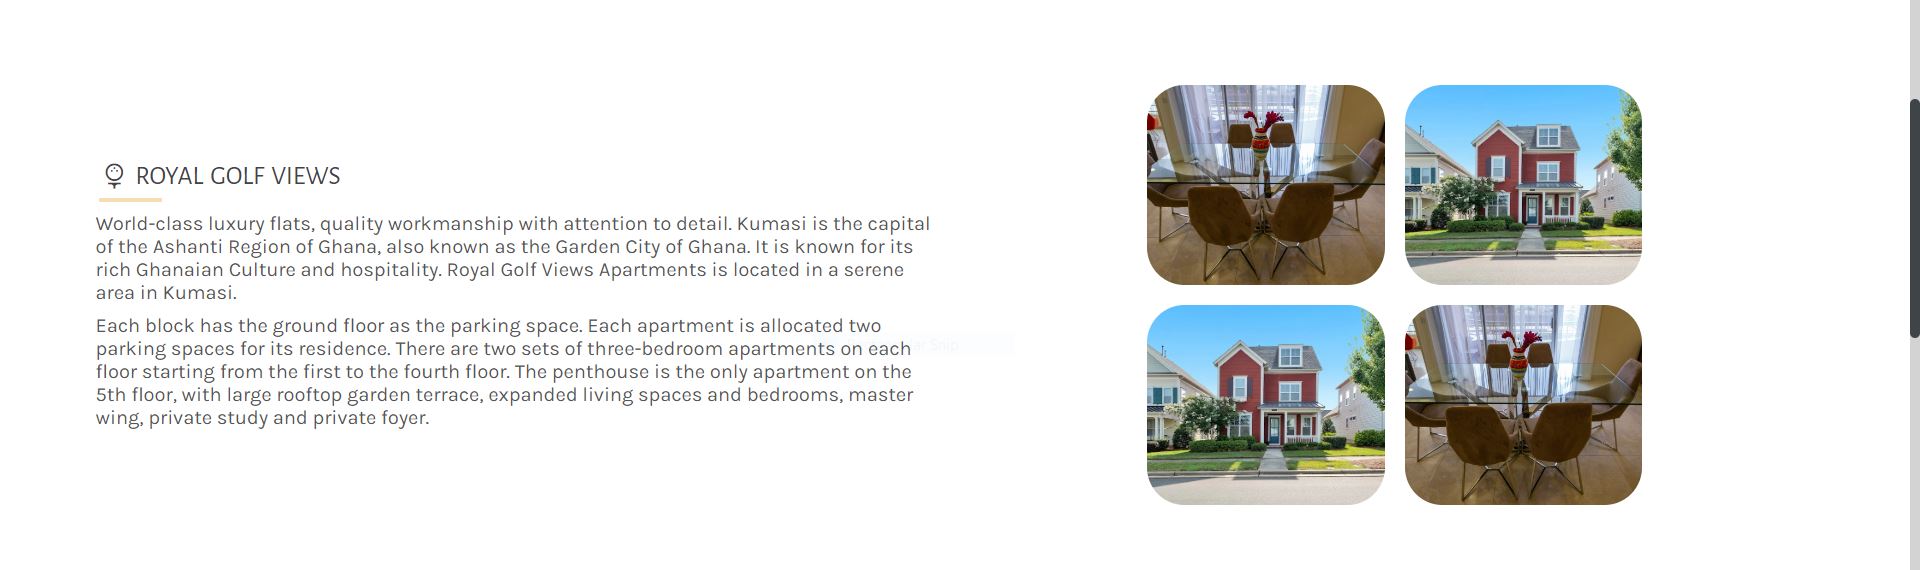 ROYAL GOLF VIEWS
World-class luxury flats, quality workmanship with attention to detail. Kumasi is the capital
of the Ashanti Region of Ghana, also known as the Garden City of Ghana. It is known for its
rich Ghanaian Culture and hospitality. Royal Golf Views Apartments is located in a serene
area in Kumasi.
Each block has the ground floor as the parking space. Each apartment is allocated two
parking spaces for its residence. There are two sets of three-bedroom apartments on each
floor starting from the first to the fourth floor. The penthouse is the only apartment on the
5th floor, with large rooftop garden terrace, expanded living spaces and bedrooms, master
wing, private study and private foyer.
Snip